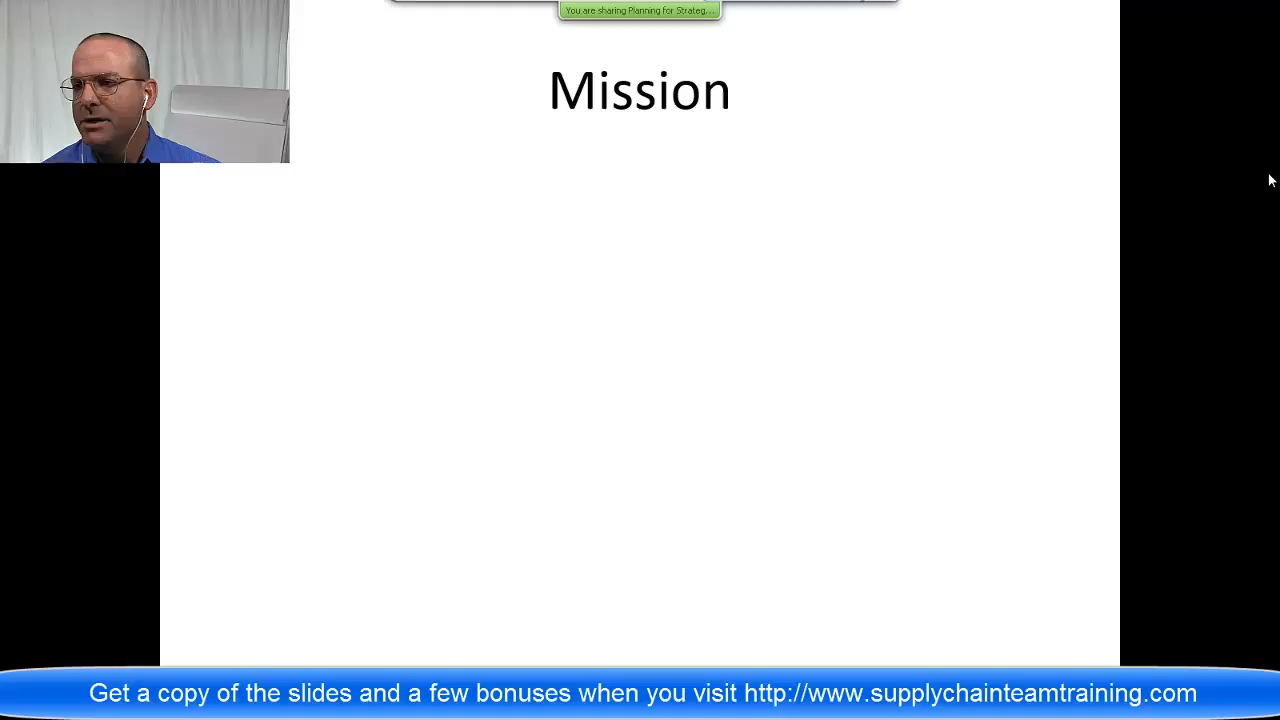 You are sharing Planning for Strateg...
Mission
Get a copy of the slides and a few bonuses when you visit http://www.supplychainteamtraining.com